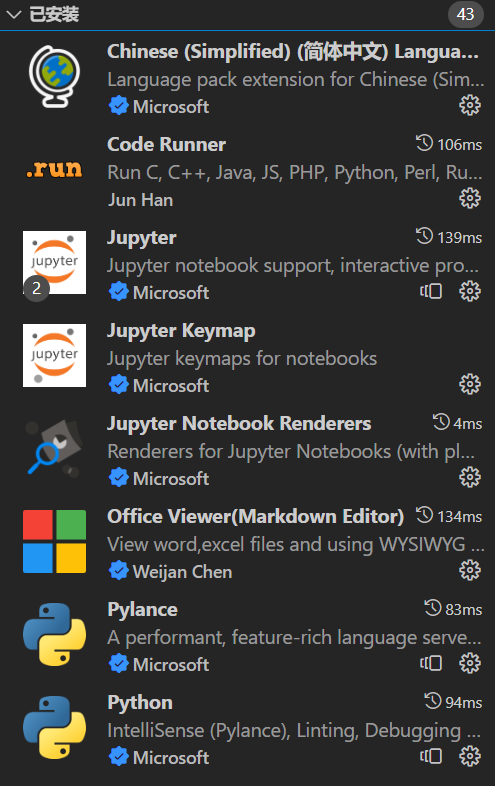 已安装
43
Chinese (Simplified) (简体中文) Langua...
Language pack extension for Chinese (Sim...
Microsoft
Code Runner 106ms
.run
Run C, C++, Java, JS, PHP, Python, Perl, Ru...
Jun Han
Jupyter 139ms
jupyter
Jupyter notebook support, interactive pro...
2
Microsoft
Jupyter Keymap
jupyter
Jupyter keymaps for notebooks
Microsoft
Jupyter Notebook Renderers 4ms
Renderers for Jupyter Notebooks (with pl...
Microsoft
Office Viewer(Markdown Editor) 134ms
View word,excel files and using WYSIWYG ...
Weijan Chen
Pylance 83ms
A performant, feature-rich language serve...
Microsoft
Python 94ms
IntelliSense (Pylance), Linting, Debugging ...
Microsoft